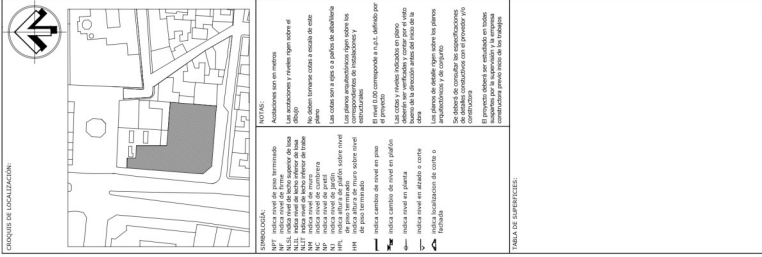 CROQUIS DE LOCALIZACIÓN:
N
SIMBOLOGÍA:
NPT indica nivel de piso terminado
NF indica nivel de firme
NLSL indica nivel de lecho superior de losa
NLIL indica nivel de lecho inferior de losa
NLIT indica nivel de lecho inferior de trabe
NM indica nivel de muro
NC indica nivel de cumbrera
NP indica nivel de pretil
NJ indica nivel de jardín
HPL indica altura de plafón sobre nivel
de piso terminado
HM indica altura de muro sobre nivel
de piso terminado
indica cambio de nivel en piso
indica cambio de nivel en plafón
indica nivel en planta
indica nivel en alzado o corte
indica localizacion de corte o
fachada
NOTAS:
Acotaciones son en metros
Las acotaciones y niveles rigen sobre el
dibujo
No deben tomarse cotas a escala de este
plano
Las cotas son a ejes o a paños de albañilería
Los planos arquitectónicos rigen sobre los
correspondientes de instalaciones y
estructurales
El nivel 0.00 corresponde a n.p.t. definido por
el proyecto
Las cotas y niveles indicados en plano
deberán ser verificadas y contar por el visto
bueno de la dirección antes del inicio de la
obra
Los planos de detalle rigen sobre los planos
arquitectónicos y de conjunto
Se deberá de consultar las especificaciones
de detalles constuctivos con el provedor y/o
constructora
El proyecto deberá ser estudiado en todas
suspartes por la supervisión y la empresa
constructora previo inicio de los trabajos
TABLA DE SUPERFICIES: